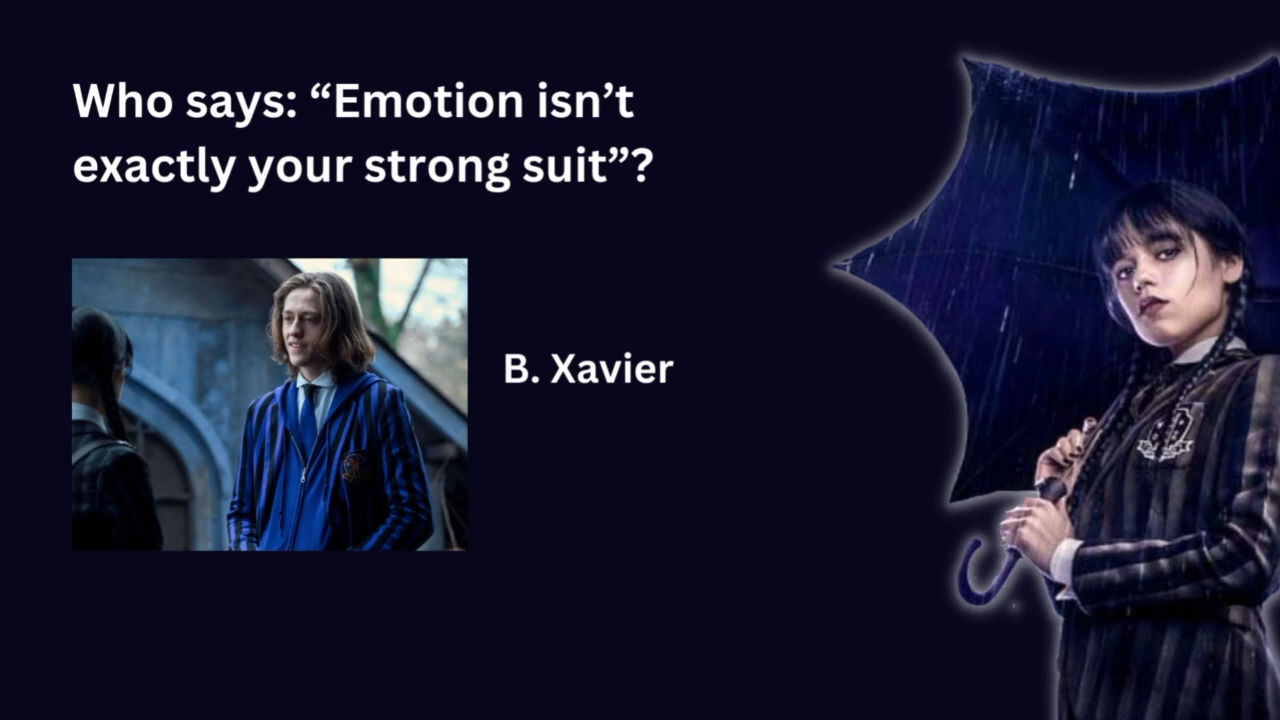 Who says: “Emotion isn’t
exactly your strong suit”?
B. Xavier